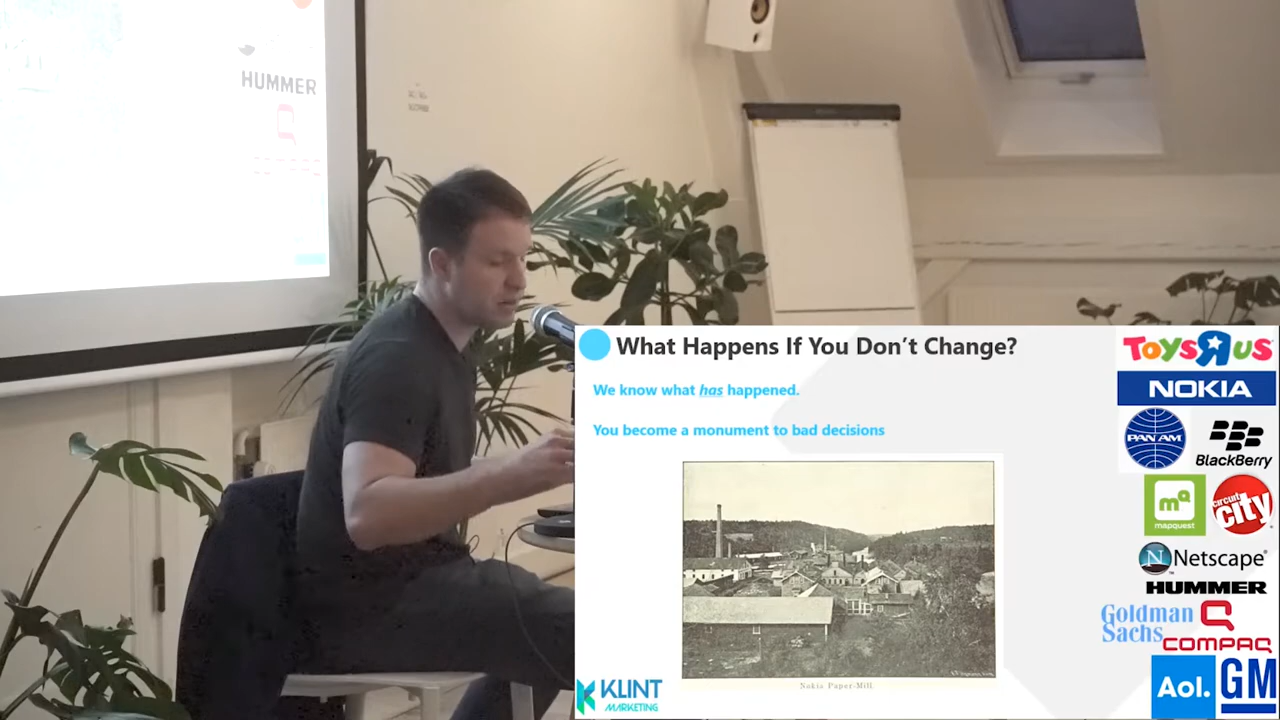 HUMMER
What Happens If You Don't Change?
We know what has happened.
You become a monument to bad decisions
Nokia Paper-Mill.
KLINT
MARKETING
TOYS R US
NOKIA
PAN AM
BlackBerry
mapquest
circuit
city
Netscape
HUMMER
Goldman
Sachs
COMPAQ
Aol.
GM